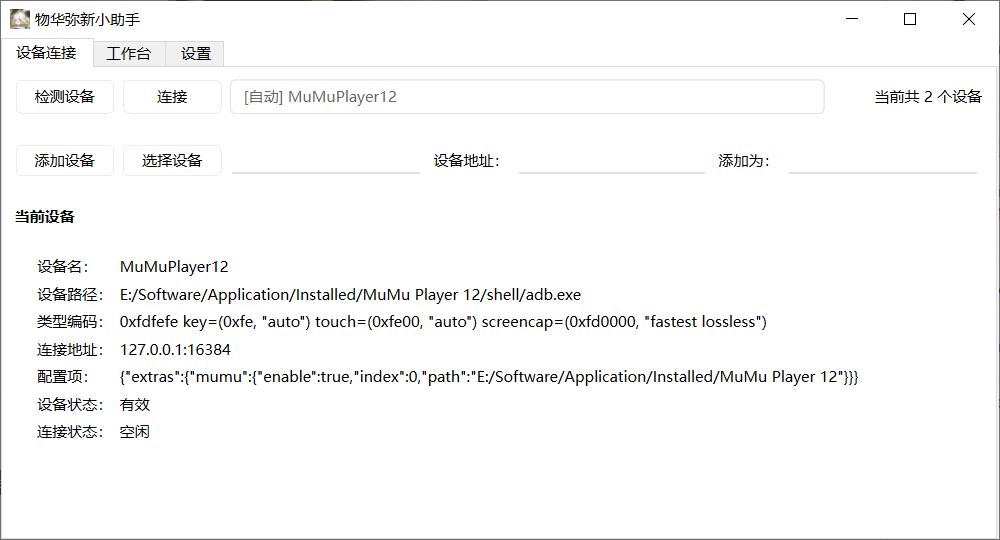 物华弥新小助手
设备连接 工作台 设置
检测设备 连接 [自动] MuMuPlayer12 当前共 2 个设备
添加设备 选择设备 设备地址： 添加为：
当前设备
设备名： MuMuPlayer12
设备路径： E:/Software/Application/Installed/MuMu Player 12/shell/adb.exe
类型编码： 0xfdfefe key=(0xfe, "auto") touch=(0xfe00, "auto") screencap=(0xfd0000, "fastest lossless")
连接地址： 127.0.0.1:16384
配置项： {"extras":{"mumu":{"enable":true,"index":0,"path":"E:/Software/Application/Installed/MuMu Player 12"}}}
设备状态： 有效
连接状态： 空闲